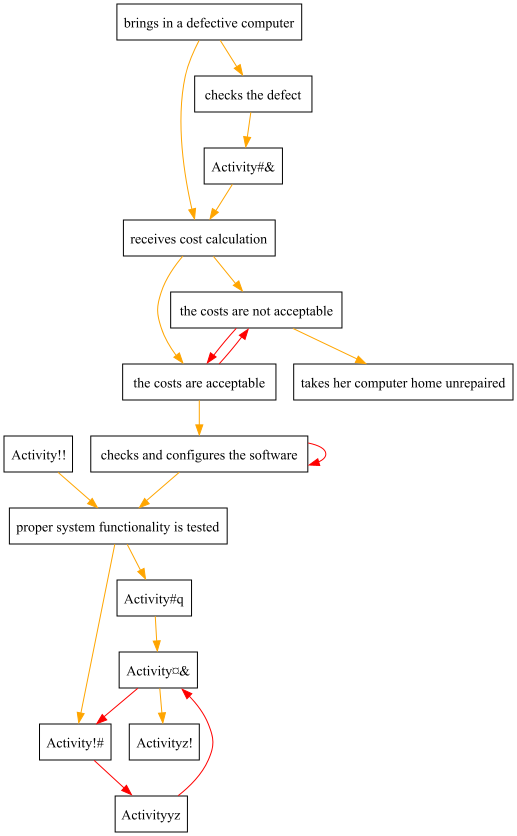 brings in a defective computer
checks the defect
Activity#&
receives cost calculation
the costs are not acceptable
the costs are acceptable
takes her computer home unrepaired
Activity!!
checks and configures the software
proper system functionality is tested
Activity#q
Activity¤&
Activity!#
Activityz!
Activityyz